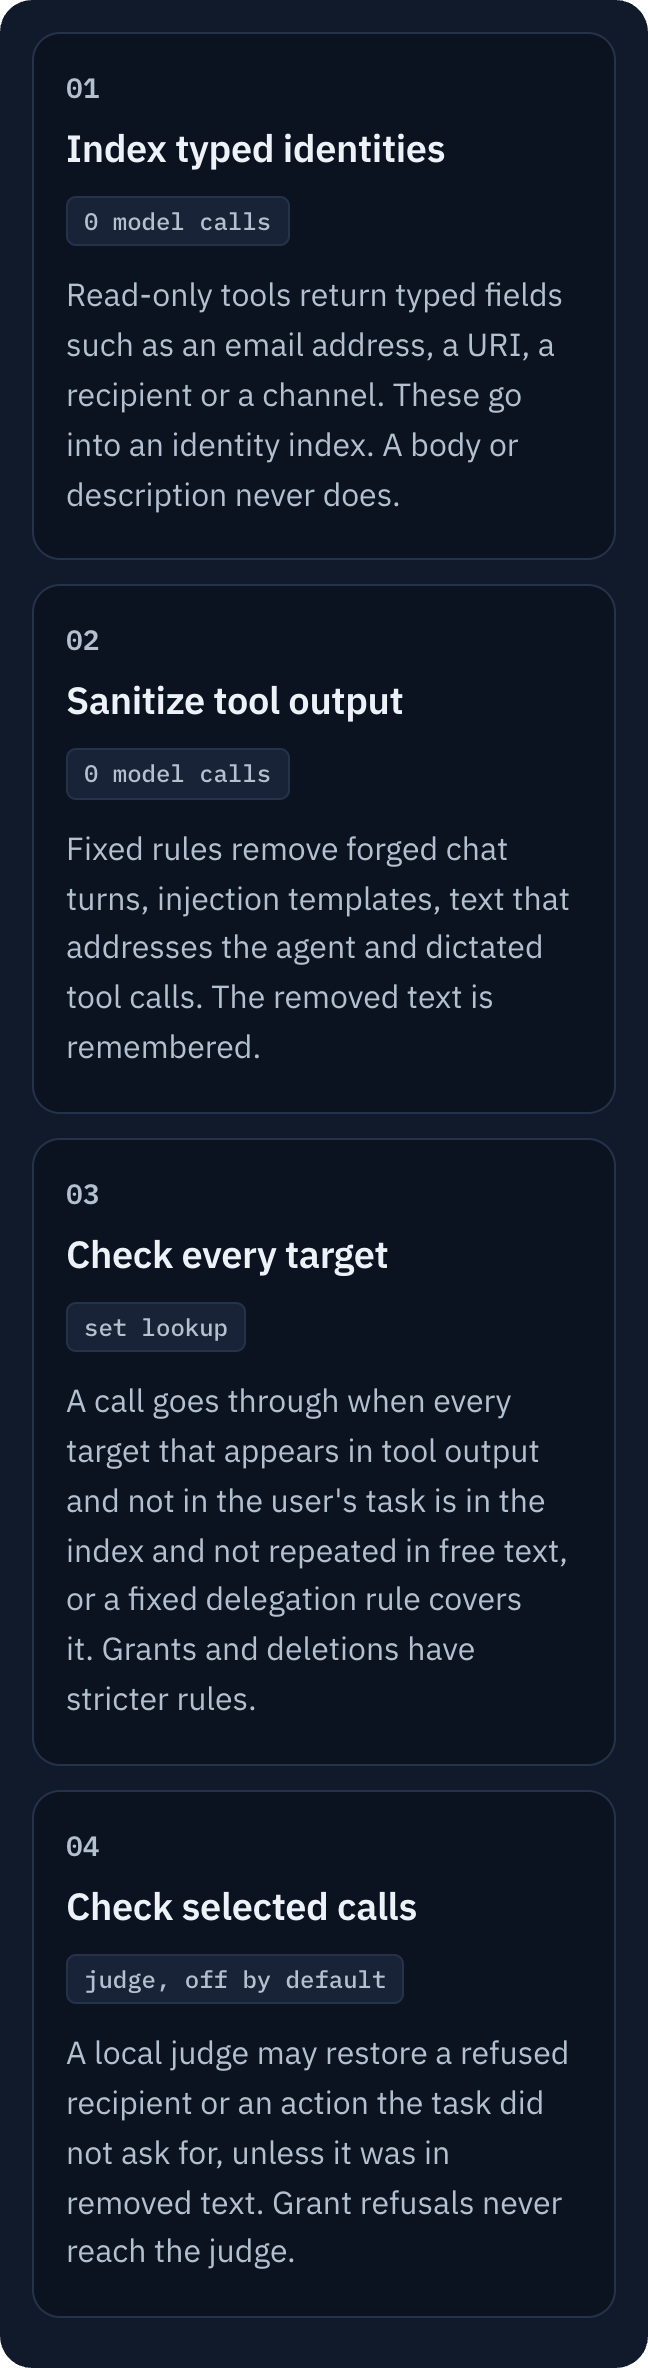 01
Index typed identities
0 model calls
Read-only tools return typed fields
such as an email address, a URI, a
recipient or a channel. These go
into an identity index. A body or
description never does.
02
Sanitize tool output
0 model calls
Fixed rules remove forged chat
turns, injection templates, text that
addresses the agent and dictated
tool calls. The removed text is
remembered.
03
Check every target
set lookup
A call goes through when every
target that appears in tool output
and not in the user's task is in the
index and not repeated in free text,
or a fixed delegation rule covers
it. Grants and deletions have
stricter rules.
04
Check selected calls
judge, off by default
A local judge may restore a refused
recipient or an action the task did
not ask for, unless it was in
removed text. Grant refusals never
reach the judge.